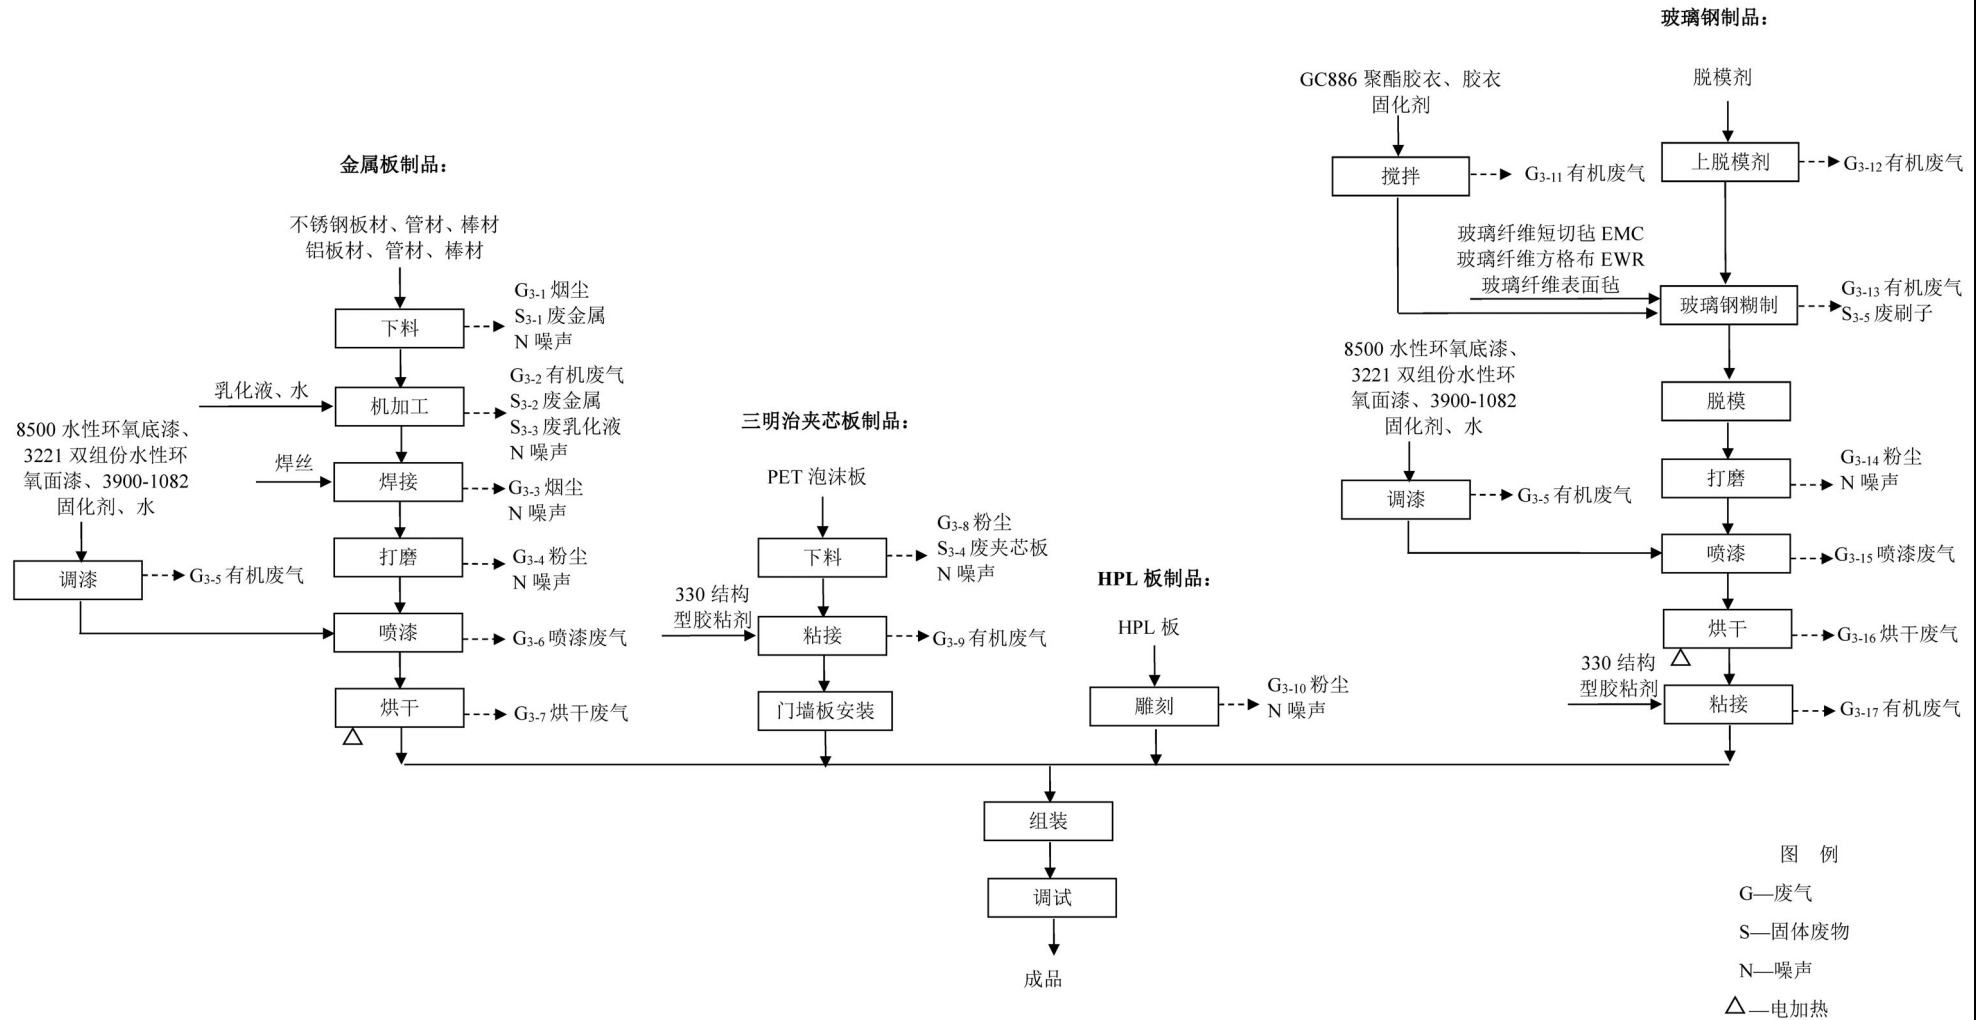 金属板制品：
不锈钢板材、管材、棒材
铝板材、管材、棒材
下料
G3-1 烟尘
S3-1 废金属
N 噪声
乳化液、水
机加工
G3-2 有机废气
S3-2 废金属
S3-3 废乳化液
N 噪声
焊丝
焊接
G3-3 烟尘
N 噪声
打磨
G3-4 粉尘
N 噪声
8500 水性环氧底漆、
3221 双组份水性环
氧面漆、3900-1082
固化剂、水
调漆
G3-5 有机废气
喷漆
G3-6 喷漆废气
烘干
G3-7 烘干废气
三明治夹芯板制品：
PET 泡沫板
下料
G3-8 粉尘
S3-4 废夹芯板
N 噪声
330 结构
型胶粘剂
粘接
G3-9 有机废气
门墙板安装
HPL 板制品：
HPL 板
雕刻
G3-10 粉尘
N 噪声
玻璃钢制品：
GC886 聚酯胶衣、胶衣
固化剂
搅拌
G3-11 有机废气
脱模剂
上脱模剂
G3-12 有机废气
玻璃纤维短切毡 EMC
玻璃纤维方格布 EWR
玻璃纤维表面毡
玻璃钢糊制
G3-13 有机废气
S3-5 废刷子
脱模
打磨
G3-14 粉尘
N 噪声
8500 水性环氧底漆、
3221 双组份水性环
氧面漆、3900-1082
固化剂、水
调漆
G3-5 有机废气
喷漆
G3-15 喷漆废气
烘干
G3-16 烘干废气
330 结构
型胶粘剂
粘接
G3-17 有机废气
组装
调试
成品
图 例
G—废气
S—固体废物
N—噪声
△—电加热